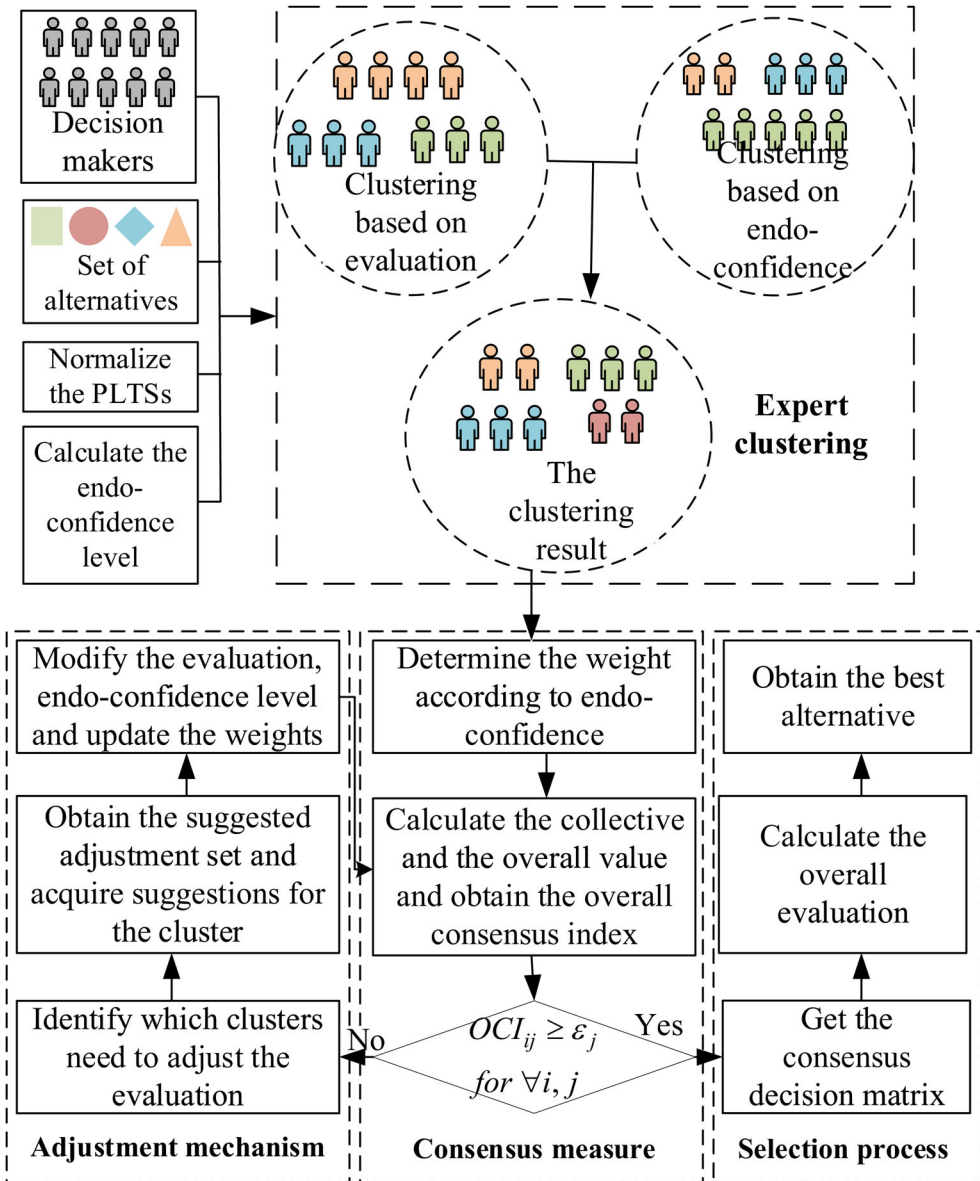 Decision
makers
Set of
alternatives
Normalize
the PLTSs
Calculate the
endo-
confidence
level
Clustering
based on
evaluation
Clustering
based on
endo-
confidence
The
clustering
result
Expert
clustering
Modify the evaluation,
endo-confidence level
and update the weights
Obtain the suggested
adjustment set and
acquire suggestions for
the cluster
Identify which clusters
need to adjust the
evaluation
Adjustment mechanism
Determine the weight
according to endo-
confidence
Calculate the collective
and the overall value
and obtain the overall
consensus index
No
OCI_{ij} ≥ ε_j
for ∀i, j
Yes
Consensus measure
Obtain the best
alternative
Calculate the
overall
evaluation
Get the
consensus
decision matrix
Selection process